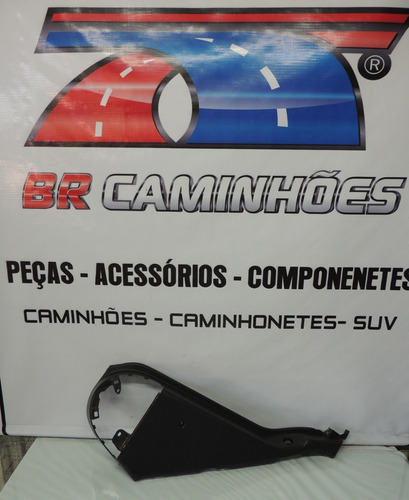 ®
BR CAMINHÕES
PEÇAS - ACESSÓRIOS - COMPONENETES
CAMINHÕES - CAMINHONETES- SUV